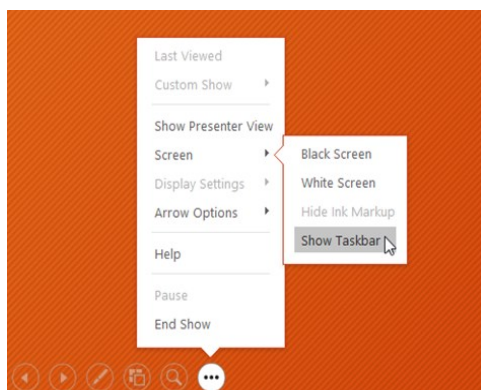 Last Viewed
Custom Show
Show Presenter View
Screen
Display Settings
Arrow Options
Help
Pause
End Show
Black Screen
White Screen
Hide Ink Markup
Show Taskbar